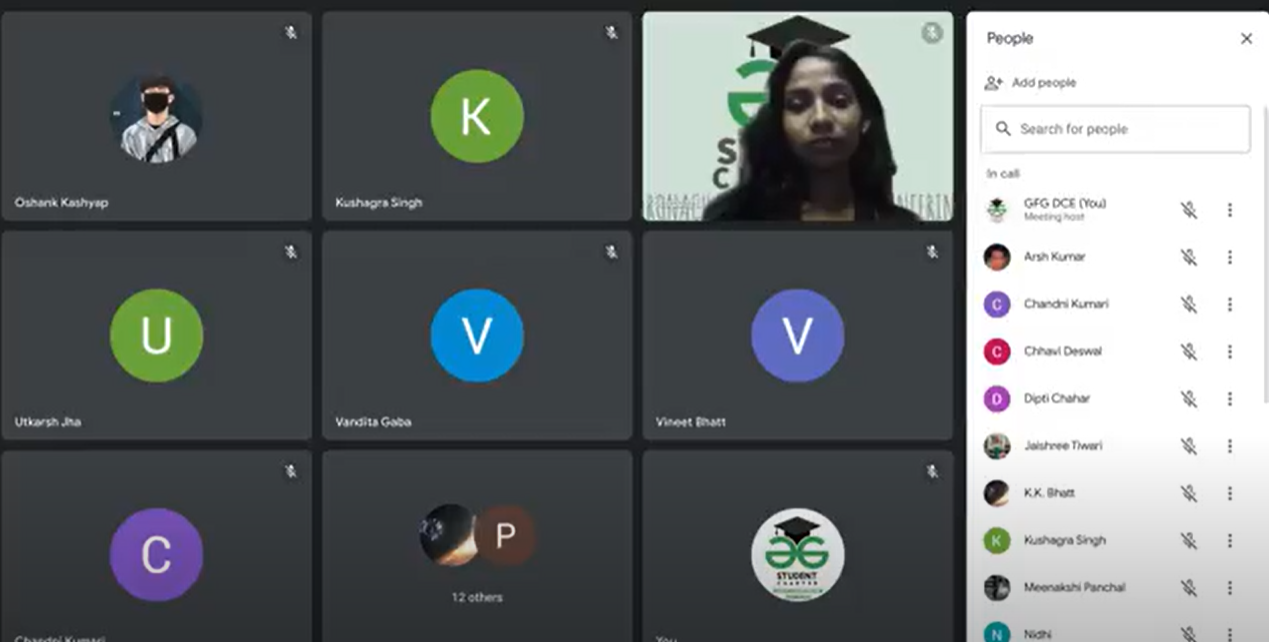 Oshank Kashyap
K
Kushagra Singh
S
C
U
Utkarsh Jha
V
Vandita Gaba
V
Vineet Bhatt
C
Chandni Kumari
P
12 others
STUDENT
CHAPTER
You
People
Add people
Search for people
In call
GFG DCE (You)
Meeting host
Arsh Kumar
C
Chandni Kumari
C
Chhavi Deswal
D
Dipti Chahar
Jaishree Tiwari
K.K. Bhatt
K
Kushagra Singh
Meenakshi Panchal
N
Nidhi